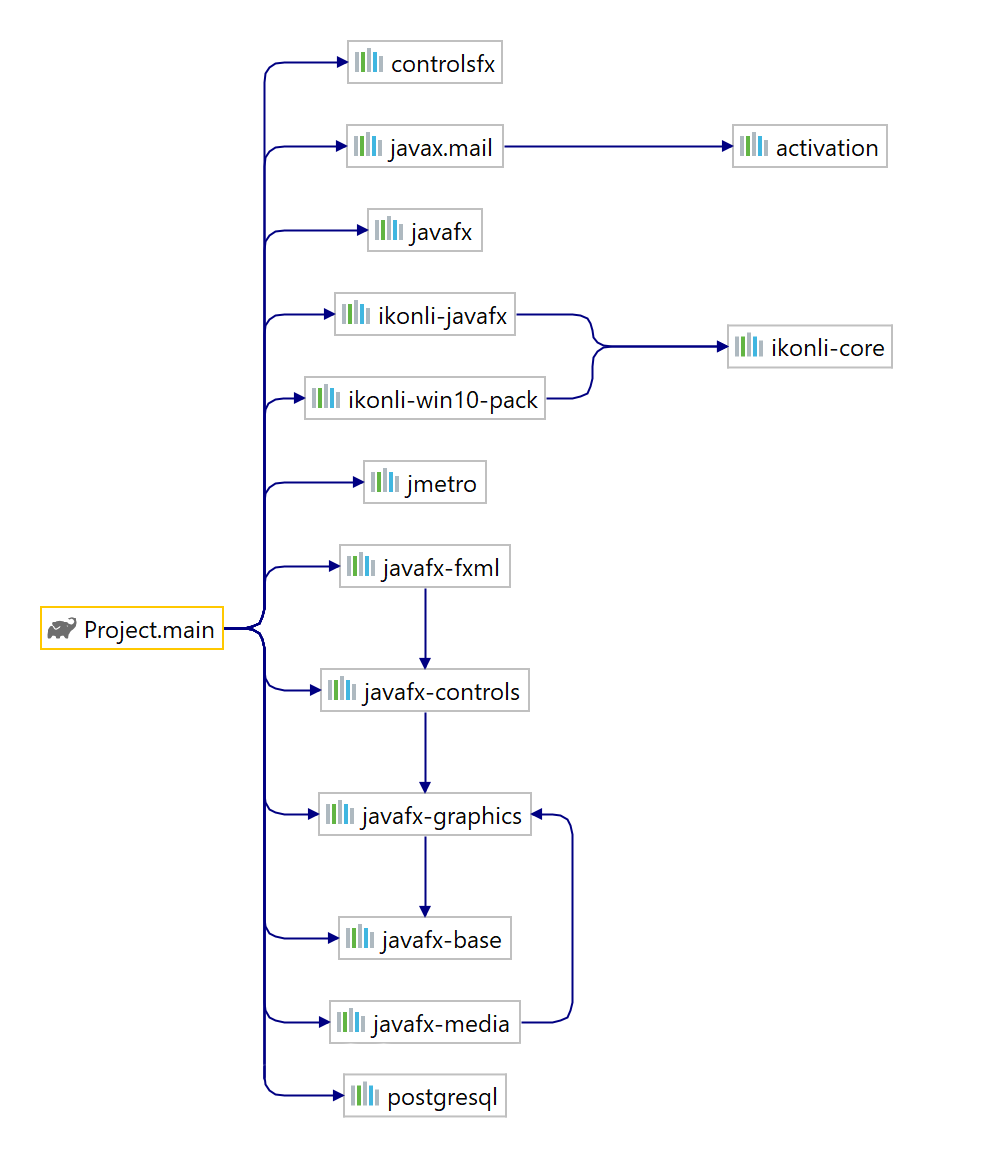 controlsfx
javax.mail
activation
javafx
ikonli-javafx
ikonli-core
ikonli-win10-pack
jmetro
javafx-fxml
Project.main
javafx-controls
javafx-graphics
javafx-base
javafx-media
postgresql